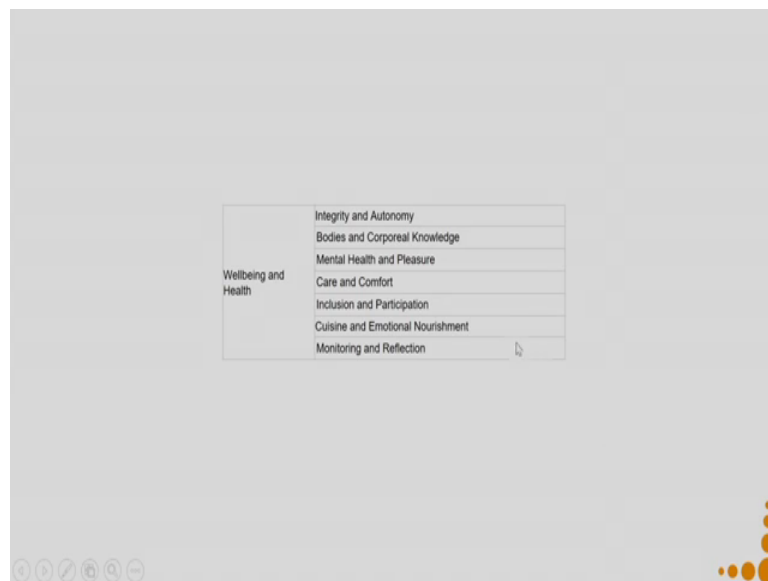 Integrity and Autonomy
Bodies and Corporeal Knowledge
Mental Health and Pleasure
Wellbeing and
Health
Care and Comfort
Inclusion and Participation
Cuisine and Emotional Nourishment
Monitoring and Reflection